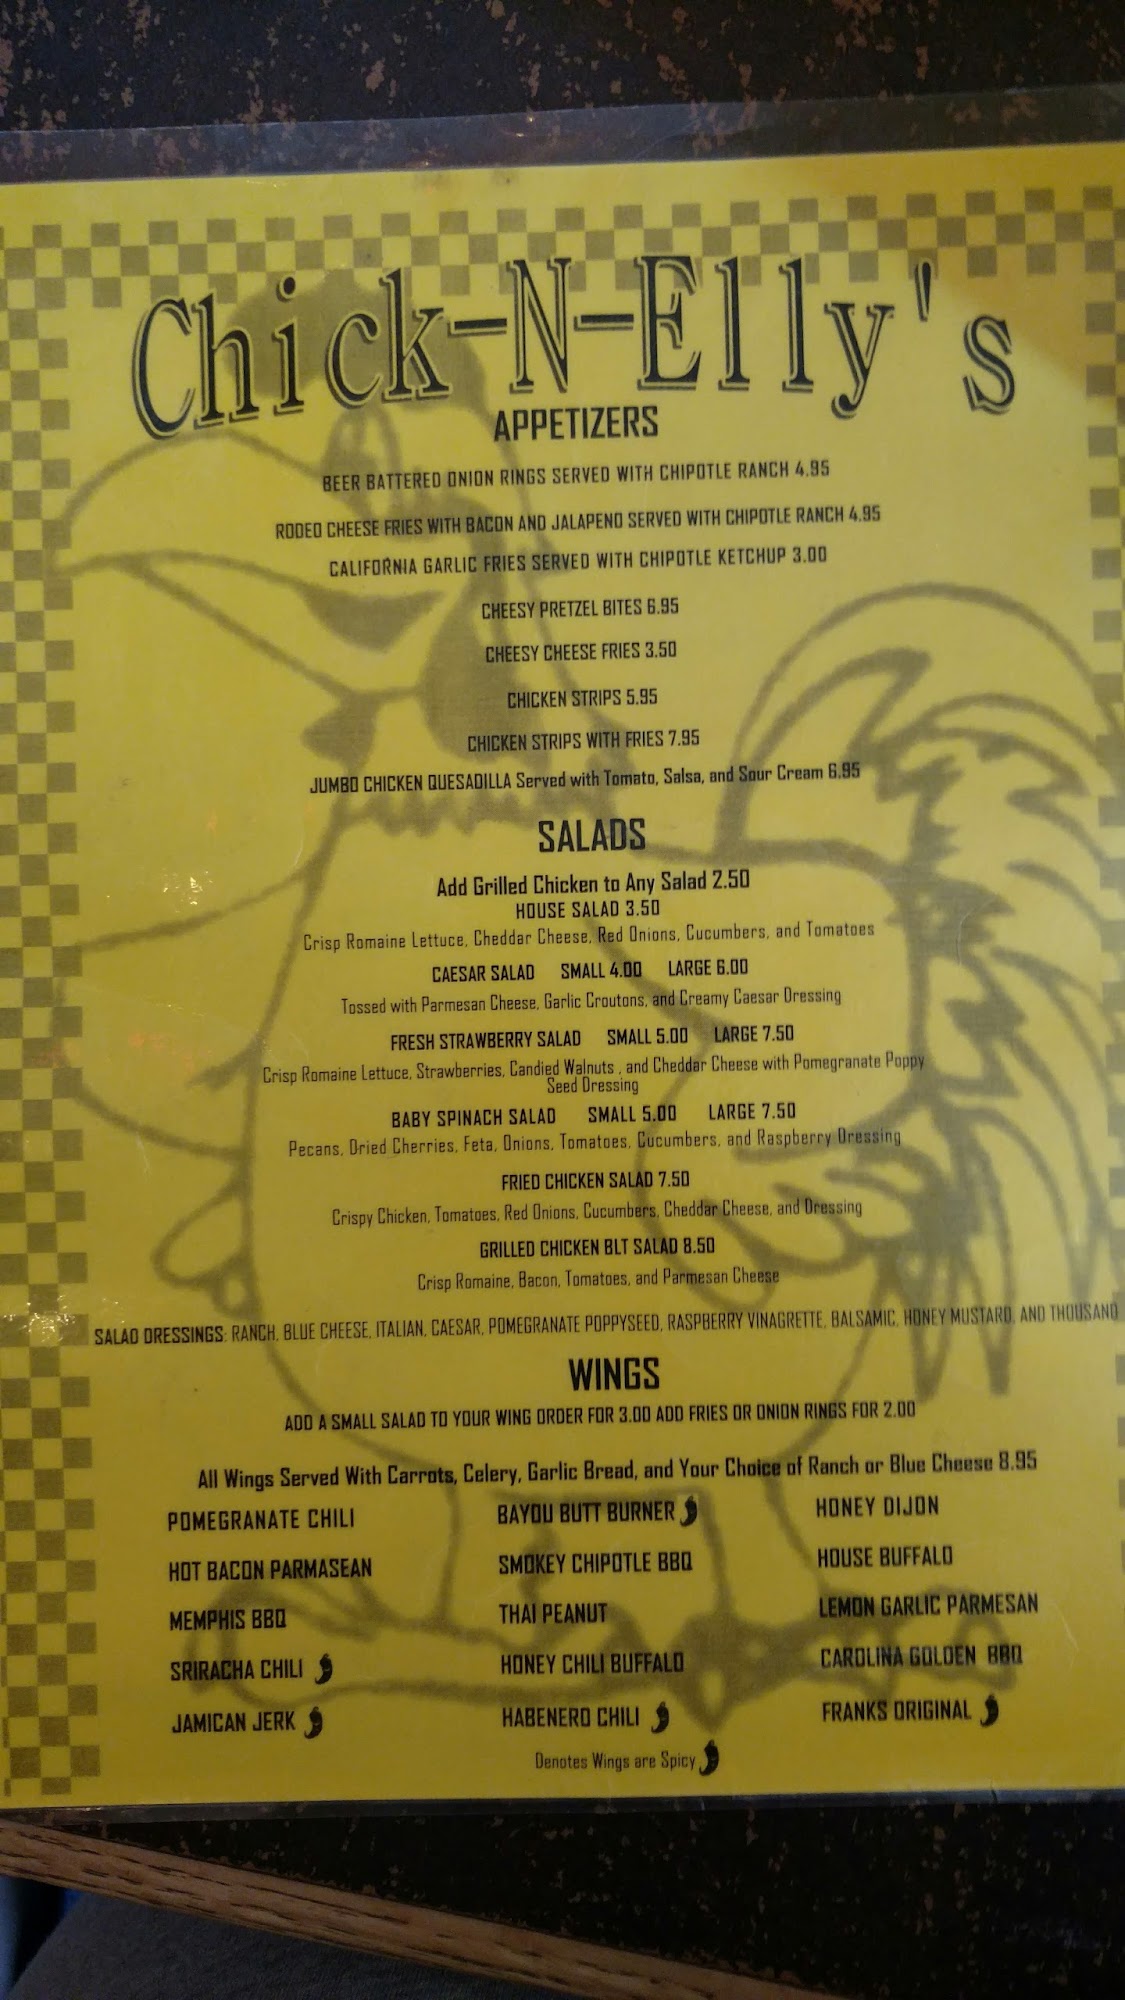 Chick-N-Elly's
APPETIZERS
BEER BATTERED ONION RINGS SERVED WITH CHIPOTLE RANCH 4.95
RODEO CHEESE FRIES WITH BACON AND JALAPENO SERVED WITH CHIPOTLE RANCH 4.95
CALIFORNIA GARLIC FRIES SERVED WITH CHIPOTLE KETCHUP 3.00
CHEESY PRETZEL BITES 6.95
CHEESY CHEESE FRIES 3.50
CHICKEN STRIPS 5.95
CHICKEN STRIPS WITH FRIES 7.95
JUMBO CHICKEN QUESADILLA Served with Tomato, Salsa, and Sour Cream 6.95
SALADS
Add Grilled Chicken to Any Salad 2.50
HOUSE SALAD 3.50
Crisp Romaine Lettuce, Cheddar Cheese, Red Onions, Cucumbers, and Tomatoes
CAESAR SALAD SMALL 4.00 LARGE 6.00
Tossed with Parmesan Cheese, Garlic Croutons, and Creamy Caesar Dressing
FRESH STRAWBERRY SALAD SMALL 5.00 LARGE 7.50
Crisp Romaine Lettuce, Strawberries, Candied Walnuts , and Cheddar Cheese with Pomegranate Poppy
Seed Dressing
BABY SPINACH SALAD SMALL 5.00 LARGE 7.50
Pecans, Dried Cherries, Feta, Onions, Tomatoes, Cucumbers, and Raspberry Dressing
FRIED CHICKEN SALAD 7.50
Crispy Chicken, Tomatoes, Red Onions, Cucumbers, Cheddar Cheese, and Dressing
GRILLED CHICKEN BLT SALAD 8.50
Crisp Romaine, Bacon, Tomatoes, and Parmesan Cheese
SALAD DRESSINGS: RANCH, BLUE CHEESE, ITALIAN, CAESAR, POMEGRANATE POPPYSEED, RASPBERRY VINAGRETTE, BALSAMIC, HONEY MUSTARD, AND THOUSAND
WINGS
ADD A SMALL SALAD TO YOUR WING ORDER FOR 3.00 ADD FRIES OR ONION RINGS FOR 2.00
All Wings Served With Carrots, Celery, Garlic Bread, and Your Choice of Ranch or Blue Cheese 8.95
POMEGRANATE CHILI BAYOU BUTT BURNER HONEY DIJON
HOT BACON PARMASEAN SMOKEY CHIPOTLE BBQ HOUSE BUFFALO
MEMPHIS BBQ THAI PEANUT LEMON GARLIC PARMESAN
SRIRACHA CHILI HONEY CHILI BUFFALO CAROLINA GOLDEN BBQ
JAMICAN JERK HABENERO CHILI FRANKS ORIGINAL
Denotes Wings are Spicy